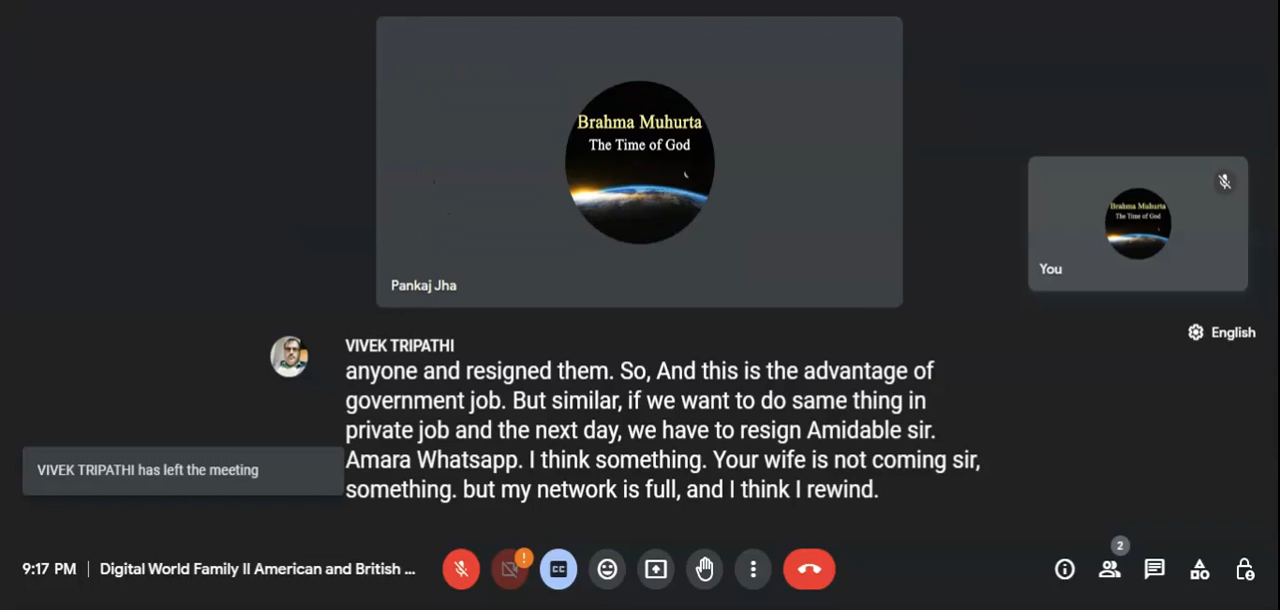 Brahma Muhurta
The Time of God
Pankaj Jha
Brahma Muhurta
The Time of God
You
English
VIVEK TRIPATHI
anyone and resigned them. So, And this is the advantage of
government job. But similar, if we want to do same thing in
private job and the next day, we have to resign Amidable sir.
Amara Whatsapp. I think something. Your wife is not coming sir,
something. but my network is full, and I think I rewind.
VIVEK TRIPATHI has left the meeting
9:17 PM | Digital World Family II American and British ...
CC
2